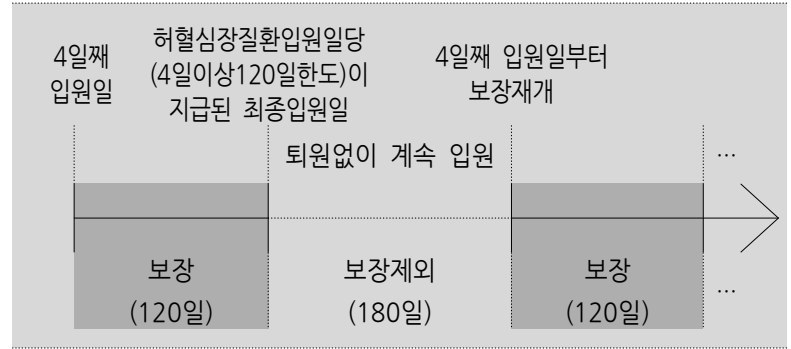 4일째
입원일
허혈심장질환입원일당
(4일이상120일한도)이
지급된 최종입원일
4일째 입원일부터
보장재개
퇴원없이 계속 입원
...
보장
(120일)
보장제외
(180일)
보장
(120일)
...